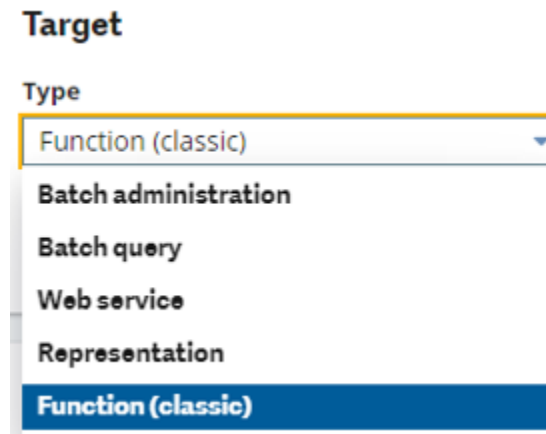 Target
Type
Function (classic)
Batch administration
Batch query
Web service
Representation
Function (classic)